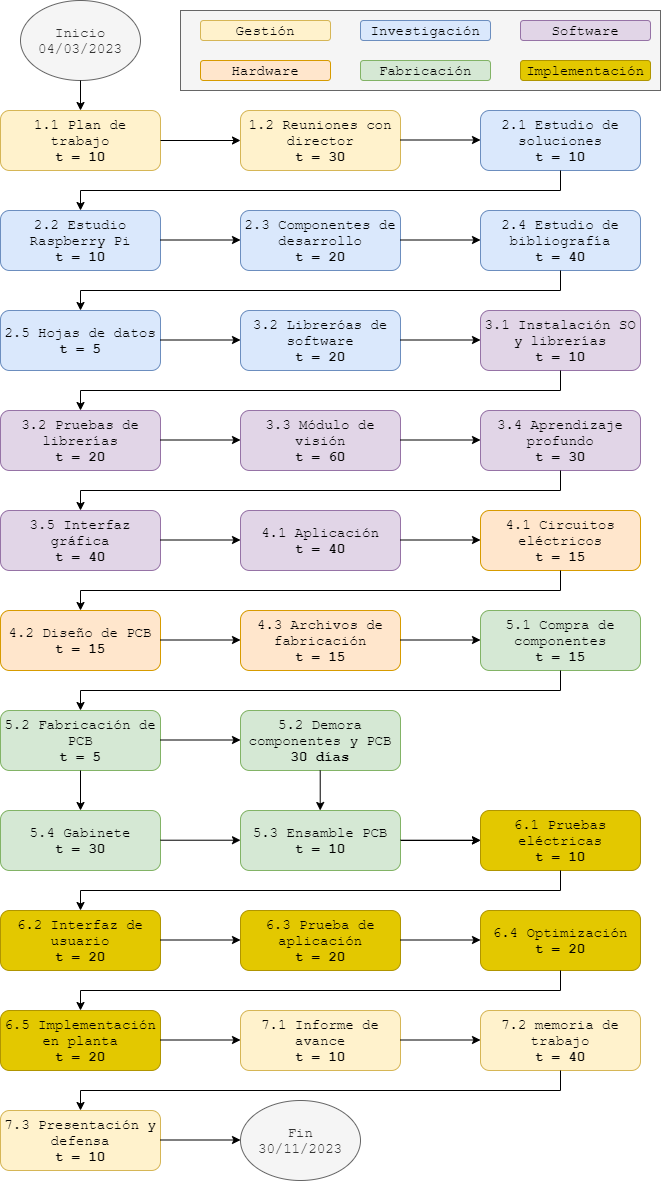 Inicio
04/03/2023
Gestión
Investigación
Software
Hardware
Fabricación
Implementación
1.1 Plan de
trabajo
t = 10
1.2 Reuniones con
director
t = 30
2.1 Estudio de
soluciones
t = 10
2.2 Estudio
Raspberry Pi
t = 10
2.3 Componentes de
desarrollo
t = 20
2.4 Estudio de
bibliografía
t = 40
2.5 Hojas de datos
t = 5
3.2 Libreróas de
software
t = 20
3.1 Instalación SO
y librerías
t = 10
3.2 Pruebas de
librerías
t = 20
3.3 Módulo de
visión
t = 60
3.4 Aprendizaje
profundo
t = 30
3.5 Interfaz
gráfica
t = 40
4.1 Aplicación
t = 40
4.1 Circuitos
eléctricos
t = 15
4.2 Diseño de PCB
t = 15
4.3 Archivos de
fabricación
t = 15
5.1 Compra de
componentes
t = 15
5.2 Fabricación de
PCB
t = 5
5.2 Demora
componentes y PCB
30 días
5.4 Gabinete
t = 30
5.3 Ensamble PCB
t = 10
6.1 Pruebas
eléctricas
t = 10
6.2 Interfaz de
usuario
t = 20
6.3 Prueba de
aplicación
t = 20
6.4 Optimización
t = 20
6.5 Implementación
en planta
t = 20
7.1 Informe de
avance
t = 10
7.2 memoria de
trabajo
t = 40
7.3 Presentación y
defensa
t = 10
Fin
30/11/2023